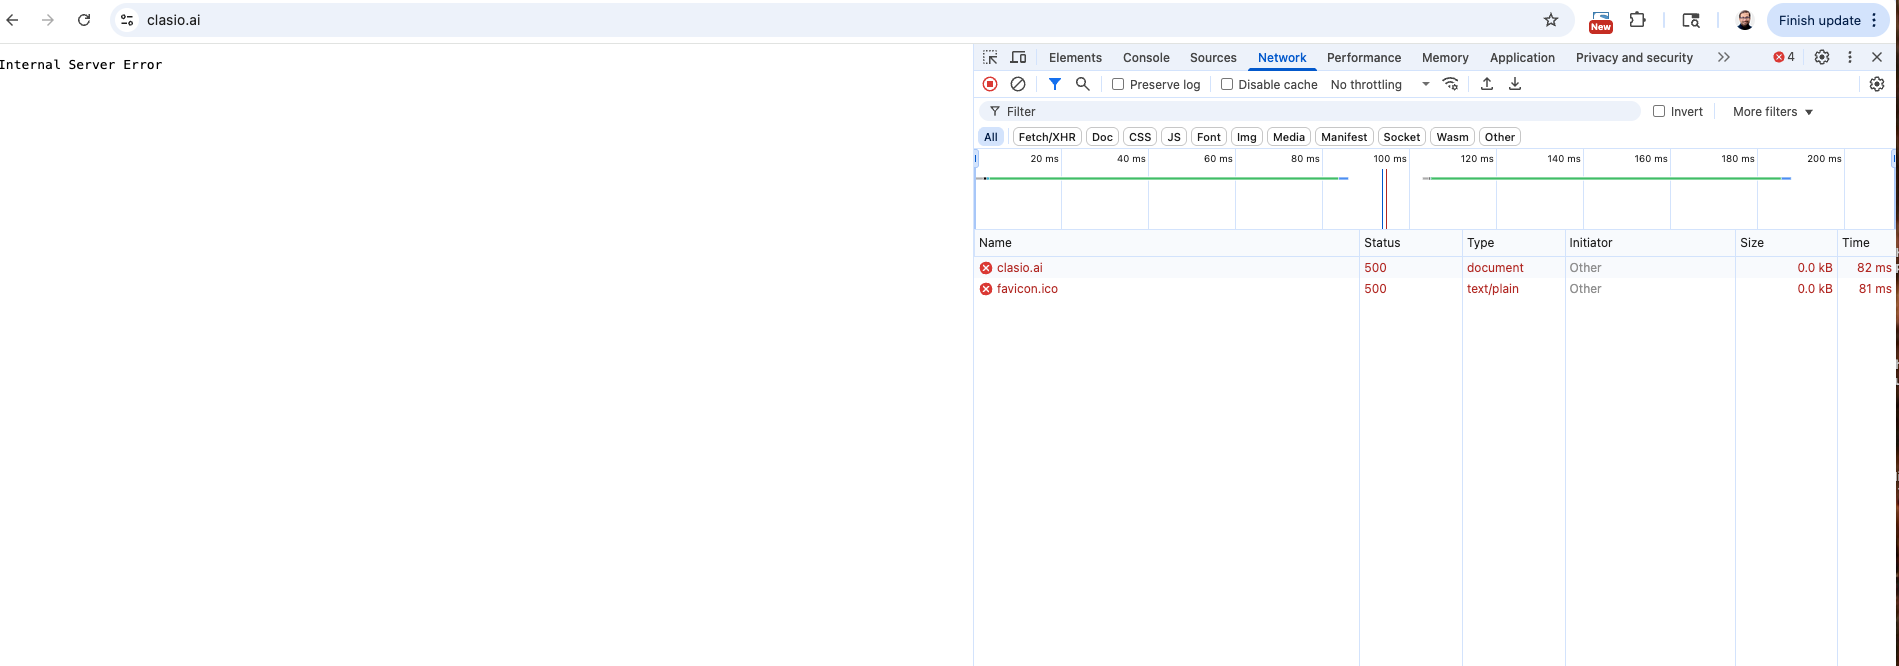 clasio.ai
New
Finish update
Internal Server Error
Elements Console Sources Network Performance Memory Application Privacy and security 4
Preserve log Disable cache No throttling
Filter Invert More filters
All Fetch/XHR Doc CSS JS Font Img Media Manifest Socket Wasm Other
20 ms 40 ms 60 ms 80 ms 100 ms 120 ms 140 ms 160 ms 180 ms 200 ms
Name Status Type Initiator Size Time
clasio.ai 500 document Other 0.0 kB 82 ms
favicon.ico 500 text/plain Other 0.0 kB 81 ms